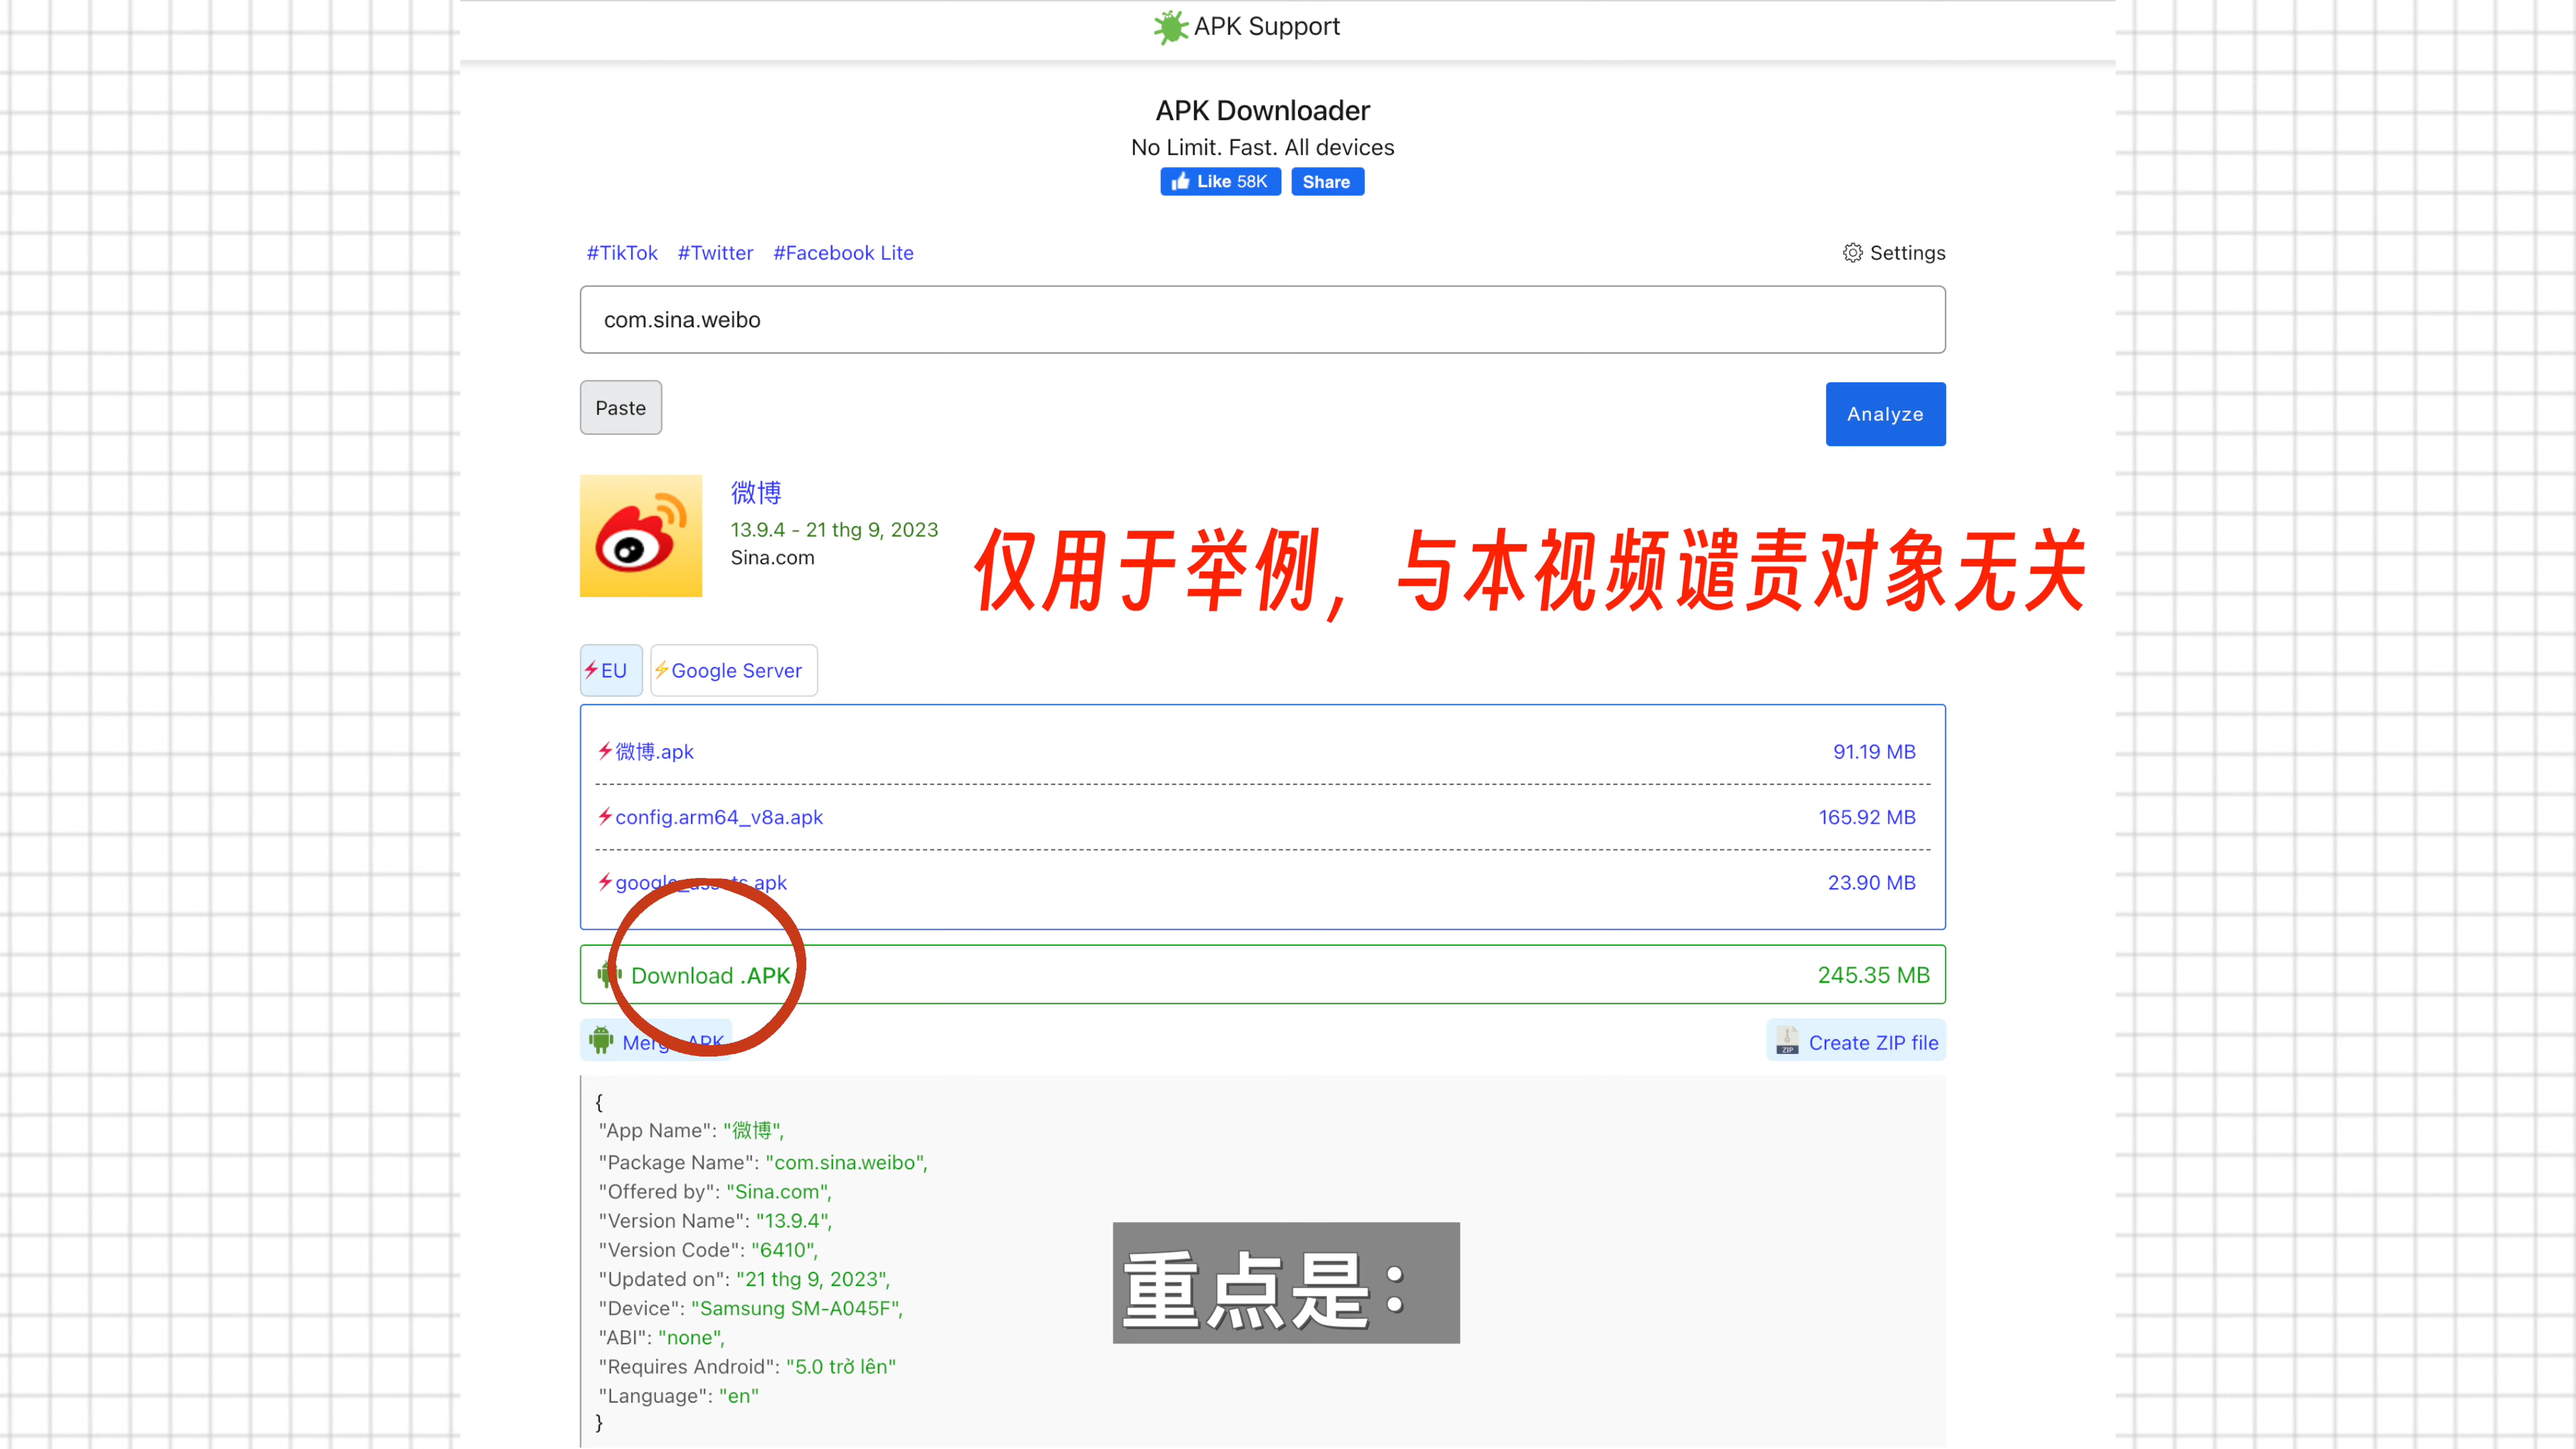 APK Support
APK Downloader
No Limit. Fast. All devices
Like 58K Share
#TikTok #Twitter #Facebook Lite
Settings
com.sina.weibo
Paste
Analyze
微博
13.9.4 - 21 thg 9, 2023
Sina.com
仅用于举例，与本视频谴责对象无关
EU Google Server
微博.apk 91.19 MB
config.arm64_v8a.apk 165.92 MB
google_assets.apk 23.90 MB
Download .APK 245.35 MB
Merge APK
Create ZIP file
{
"App Name": "微博",
"Package Name": "com.sina.weibo",
"Offered by": "Sina.com",
"Version Name": "13.9.4",
"Version Code": "6410",
"Updated on": "21 thg 9, 2023",
"Device": "Samsung SM-A045F",
"ABI": "none",
"Requires Android": "5.0 trở lên"
"Language": "en"
}
重点是：